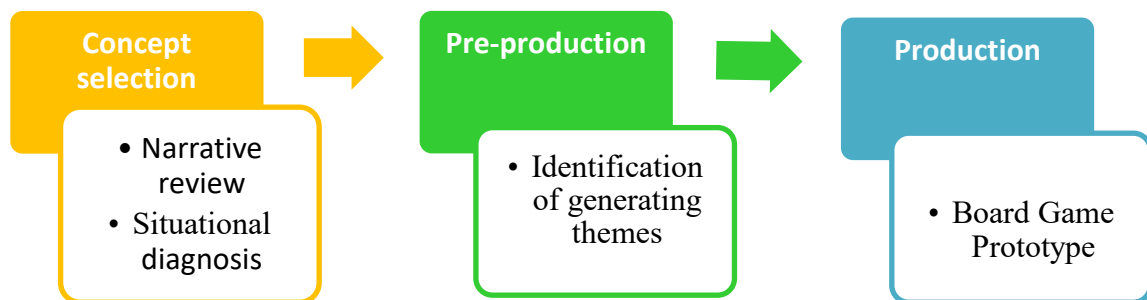 Concept
selection
• Narrative
review
• Situational
diagnosis
Pre-production
• Identification
of generating
themes
Production
• Board Game
Prototype